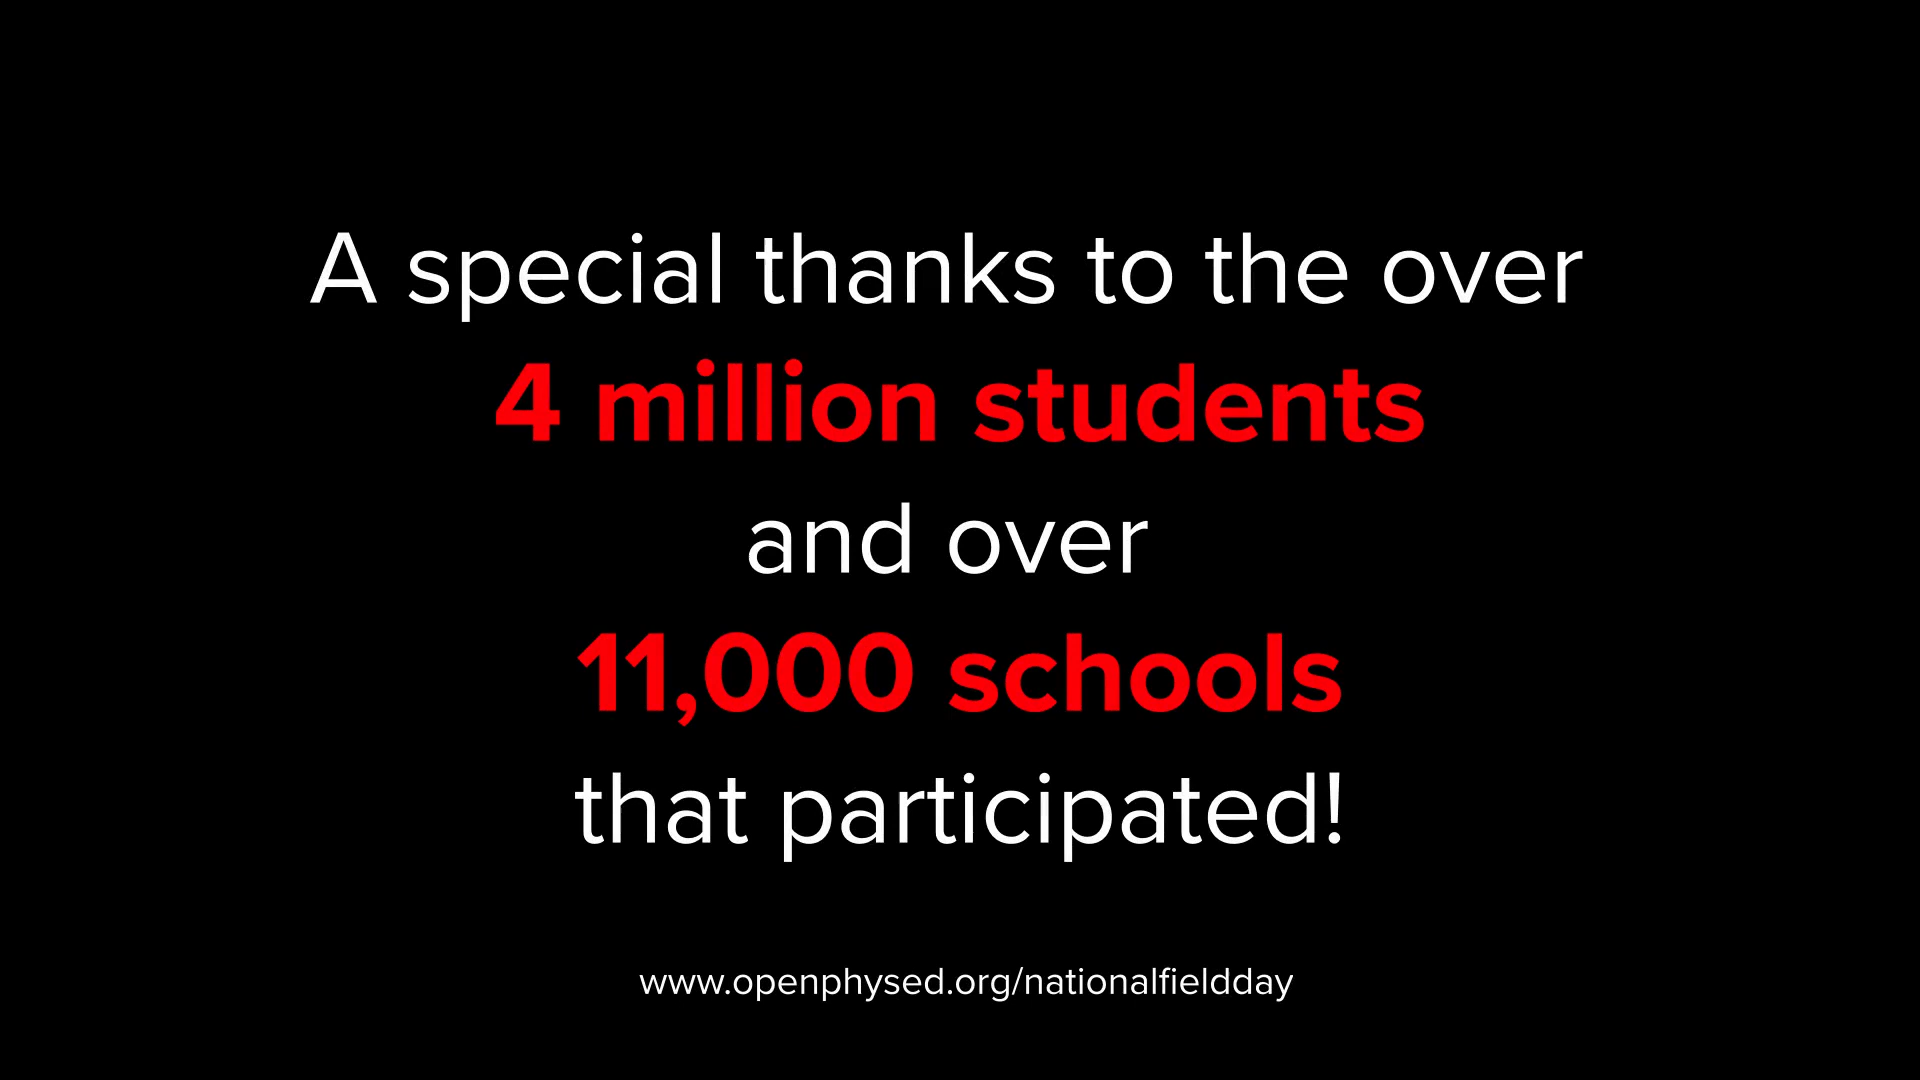 A special thanks to the over
4 million students
and over
11,000 schools
that participated!
www.openphysed.org/nationalfieldday